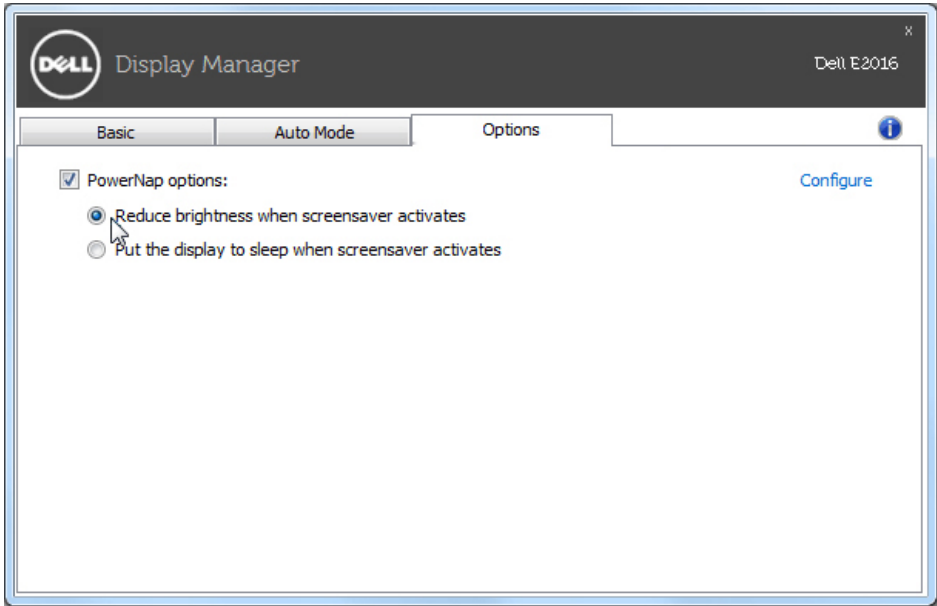 DELL Display Manager
x
Dell E2016
Basic Auto Mode Options i
PowerNap options: Configure
Reduce brightness when screensaver activates
Put the display to sleep when screensaver activates